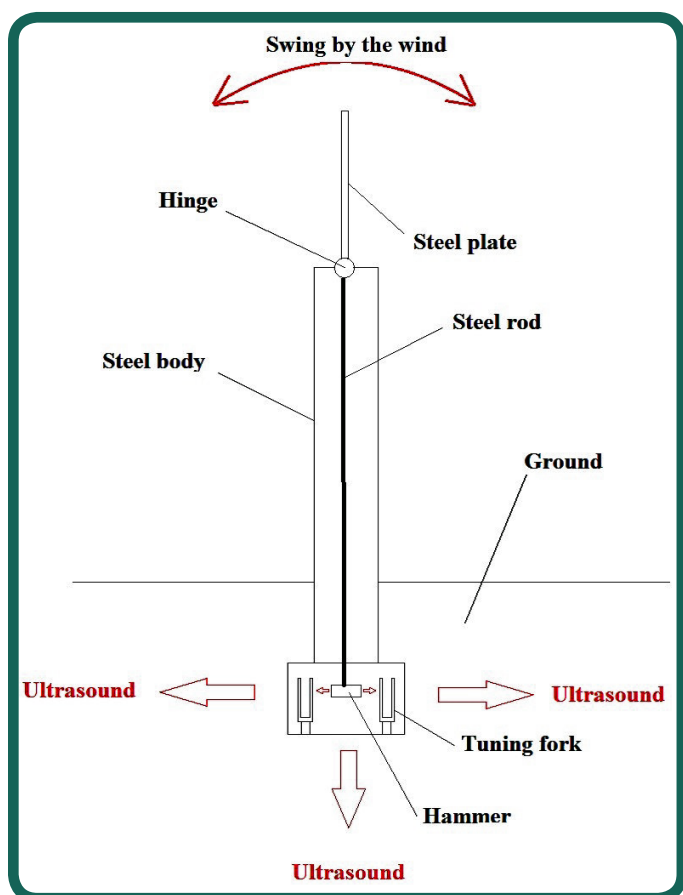 Swing by the wind
Hinge
Steel plate
Steel rod
Steel body
Ground
Ultrasound
Ultrasound
Tuning fork
Hammer
Ultrasound